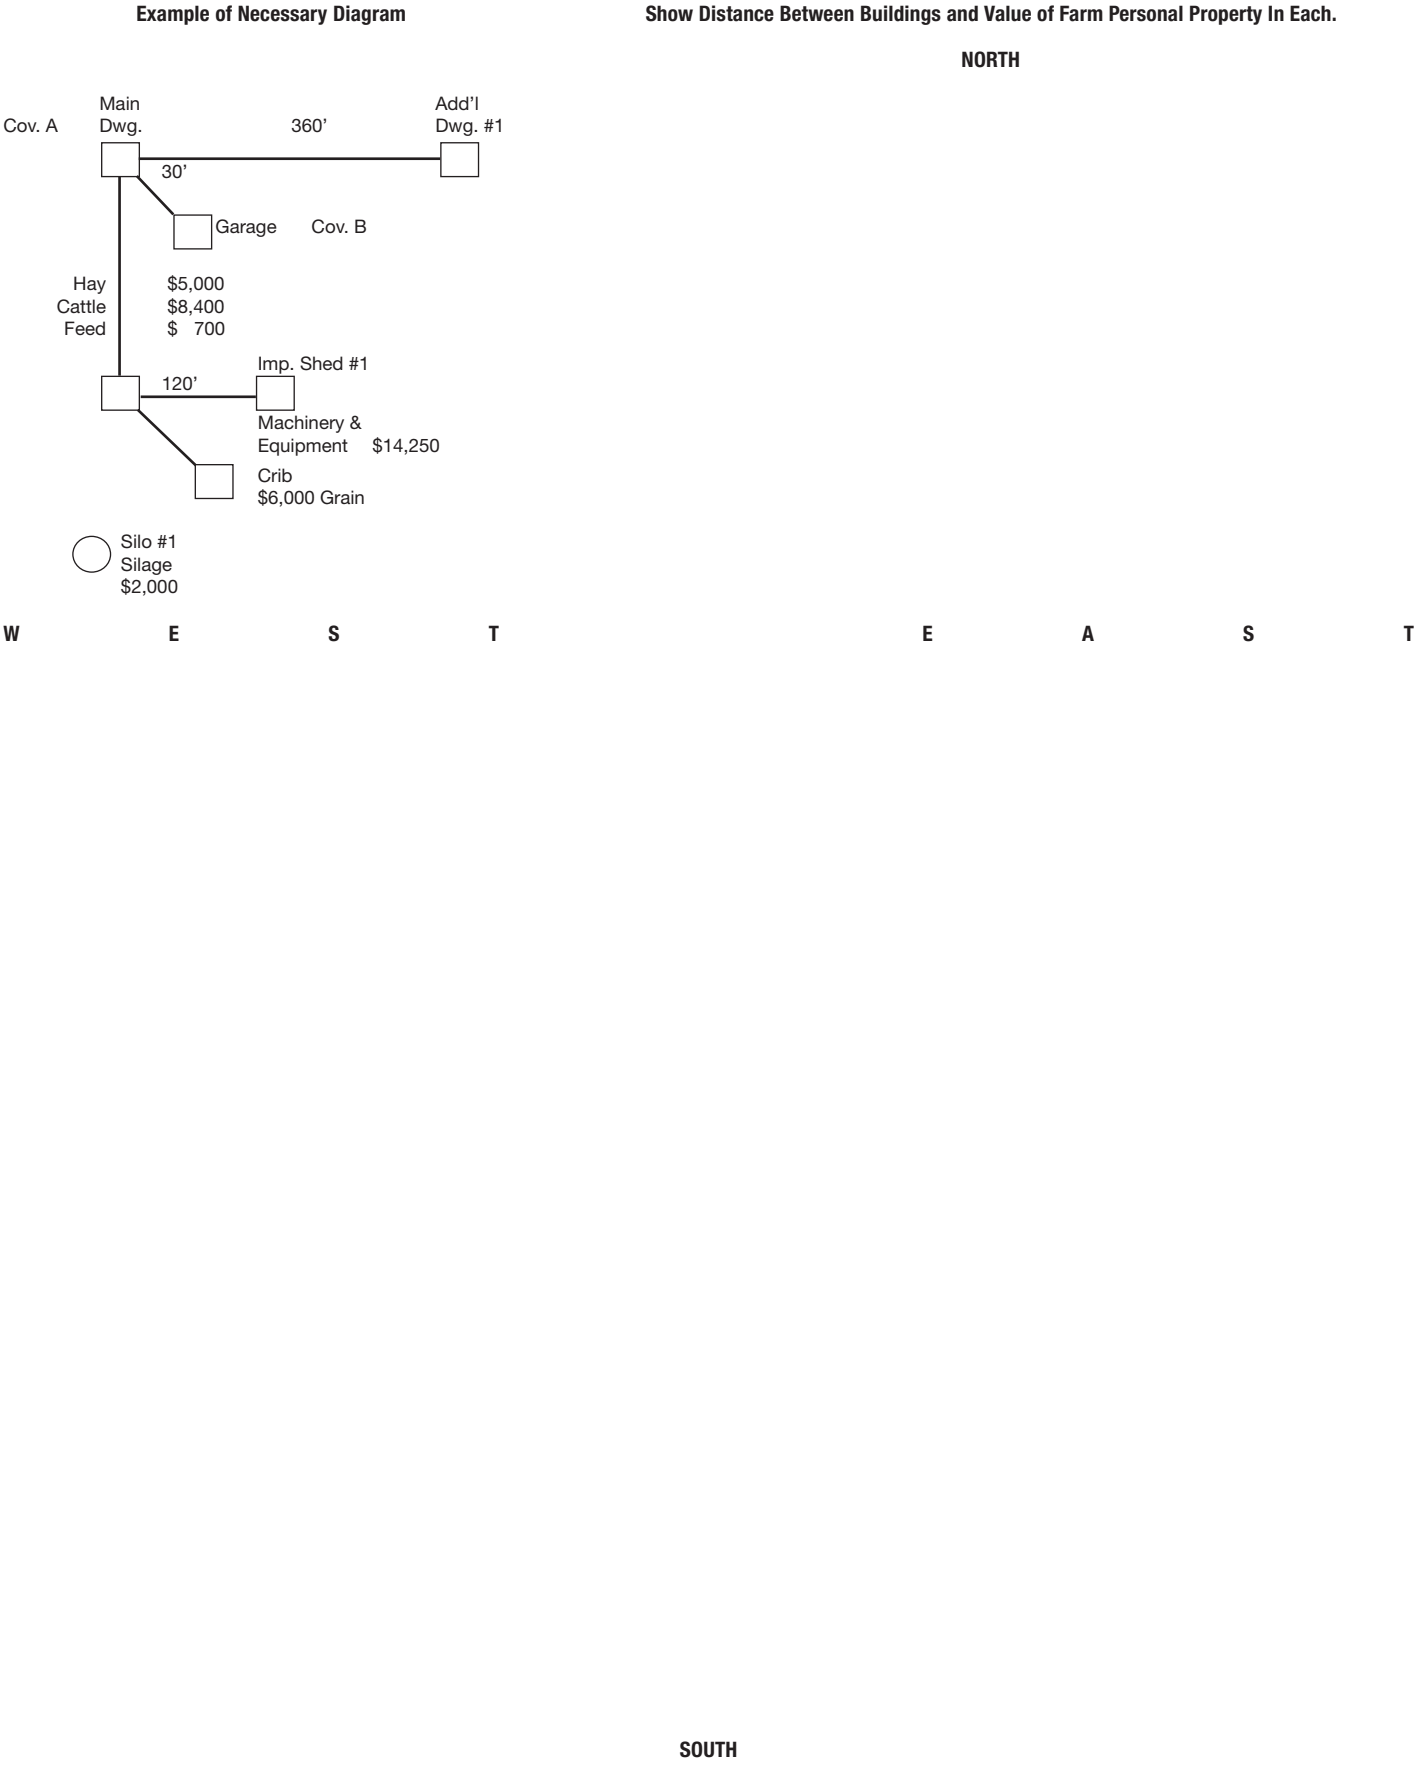 Example of Necessary Diagram
Show Distance Between Buildings and Value of Farm Personal Property In Each.
NORTH
Main
Add’l
Cov. A Dwg. 360’ Dwg. #1
30’
Garage Cov. B
Hay $5,000
Cattle $8,400
Feed $ 700
Imp. Shed #1
120’
Machinery &
Equipment $14,250
Crib
$6,000 Grain
Silo #1
Silage
$2,000
W E S T E A S T
SOUTH